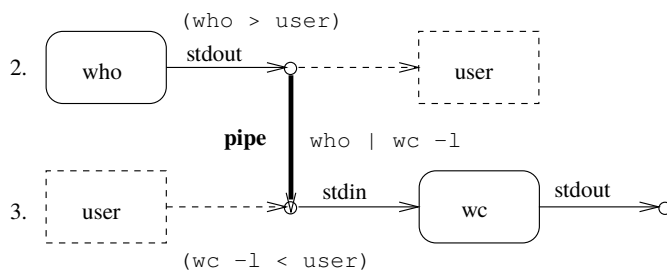 (who > user)
2. who stdout user
pipe who | wc -l
3. user stdin wc stdout
(wc -l < user)